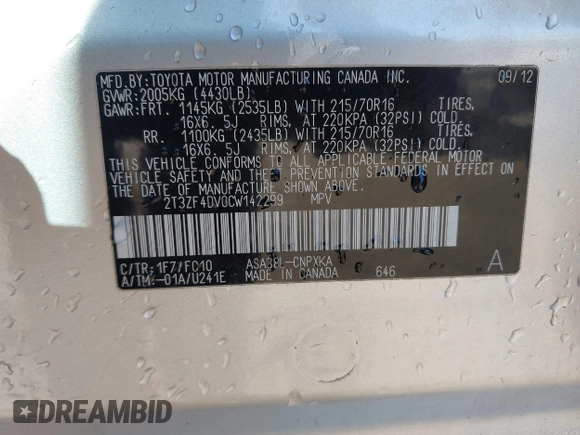 MFD.BY:TOYOTA MOTOR MANUFACTURING CANADA INC. 09/12
GVWR:2005KG (4430LB)
GAWR:FRT. 1145KG (2535LB) WITH 215/70R16 TIRES,
16X6.5J RIMS, AT 220KPA (32PSI) COLD.
RR. 1100KG (2435LB) WITH 215/70R16 TIRES,
16X6.5J RIMS, AT 220KPA (32PSI) COLD.
THIS VEHICLE CONFORMS TO ALL APPLICABLE FEDERAL MOTOR
VEHICLE SAFETY AND THEFT PREVENTION STANDARDS IN EFFECT ON
THE DATE OF MANUFACTURE SHOWN ABOVE.
2T3ZF4DV0CW142299 MPV
C/TR:1F7/FC10 ASA38L-CNPXKA
A/TM:-01A/U241E MADE IN CANADA 646 A
DREAMBID